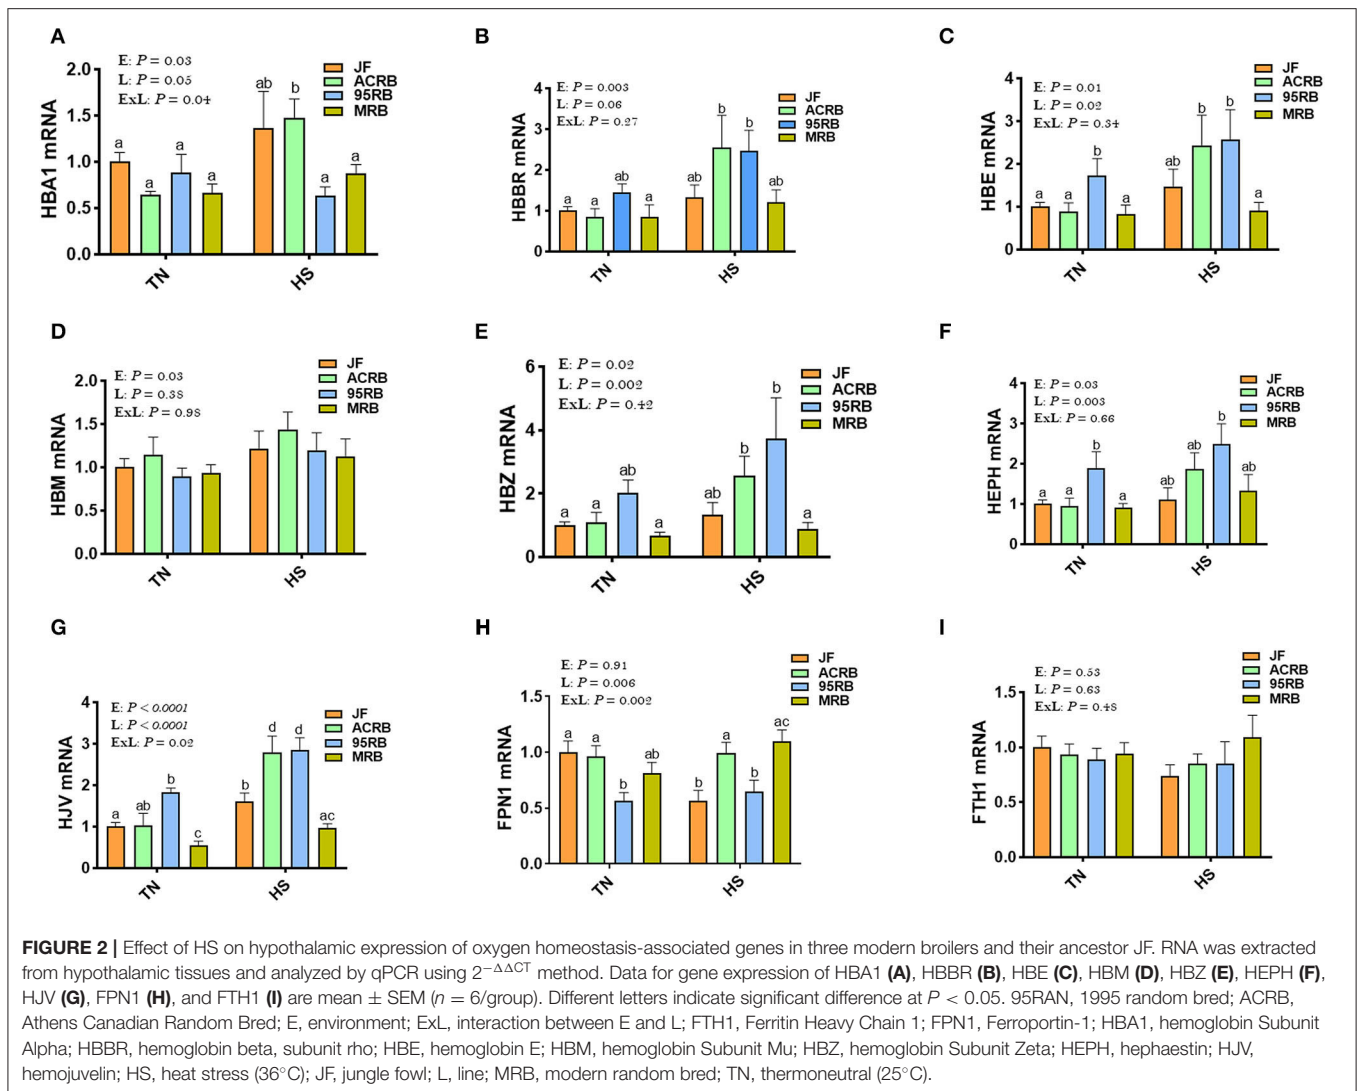 A
E: P = 0.03
L: P = 0.05
ExL: P = 0.04
JF
ACRB
95RB
MRB
HBA1 mRNA
2.0
1.5
1.0
0.5
0.0
a
a
a
a
ab
b
a
a
TN
HS
B
E: P = 0.003
L: P = 0.06
ExL: P = 0.27
JF
ACRB
95RB
MRB
HBBR mRNA
4
2
1
0
a
a
ab
a
ab
b
b
ab
TN
HS
C
E: P = 0.01
L: P = 0.02
ExL: P = 0.34
JF
ACRB
95RB
MRB
HBE mRNA
4
3
2
1
0
a
a
b
a
ab
b
b
a
TN
HS
D
E: P = 0.03
L: P = 0.38
ExL: P = 0.98
JF
ACRB
95RB
MRB
HBM mRNA
2.0
1.5
1.0
0.5
0.0
TN
HS
E
E: P = 0.02
L: P = 0.002
ExL: P = 0.42
JF
ACRB
95RB
MRB
HBZ mRNA
6
4
2
0
a
a
ab
a
ab
b
b
a
TN
HS
F
E: P = 0.03
L: P = 0.003
ExL: P = 0.66
JF
ACRB
95RB
MRB
HEPH mRNA
4
3
2
1
0
a
a
b
a
ab
ab
b
ab
TN
HS
G
E: P < 0.0001
L: P < 0.0001
ExL: P = 0.02
JF
ACRB
95RB
MRB
HJV mRNA
4
3
2
1
0
a
ab
b
c
b
d
d
ac
TN
HS
H
E: P = 0.91
L: P = 0.006
ExL: P = 0.002
JF
ACRB
95RB
MRB
FPN1 mRNA
1.5
1.0
0.5
0.0
a
a
b
ab
b
a
b
ac
TN
HS
I
E: P = 0.53
L: P = 0.63
ExL: P = 0.48
JF
ACRB
95RB
MRB
FTH1 mRNA
1.5
1.0
0.5
0.0
TN
HS
FIGURE 2 | Effect of HS on hypothalamic expression of oxygen homeostasis-associated genes in three modern broilers and their ancestor JF. RNA was extracted
from hypothalamic tissues and analyzed by qPCR using 2−ΔΔCT method. Data for gene expression of HBA1 (A), HBBR (B), HBE (C), HBM (D), HBZ (E), HEPH (F),
HJV (G), FPN1 (H), and FTH1 (I) are mean ± SEM (n = 6/group). Different letters indicate significant difference at P < 0.05. 95RAN, 1995 random bred; ACRB,
Athens Canadian Random Bred; E, environment; ExL, interaction between E and L; FTH1, Ferritin Heavy Chain 1; FPN1, Ferroportin-1; HBA1, hemoglobin Subunit
Alpha; HBBR, hemoglobin beta, subunit rho; HBE, hemoglobin E; HBM, hemoglobin Subunit Mu; HBZ, hemoglobin Subunit Zeta; HEPH, hephaestin; HJV,
hemojuvelin; HS, heat stress (36°C); JF, jungle fowl; L, line; MRB, modern random bred; TN, thermoneutral (25°C).